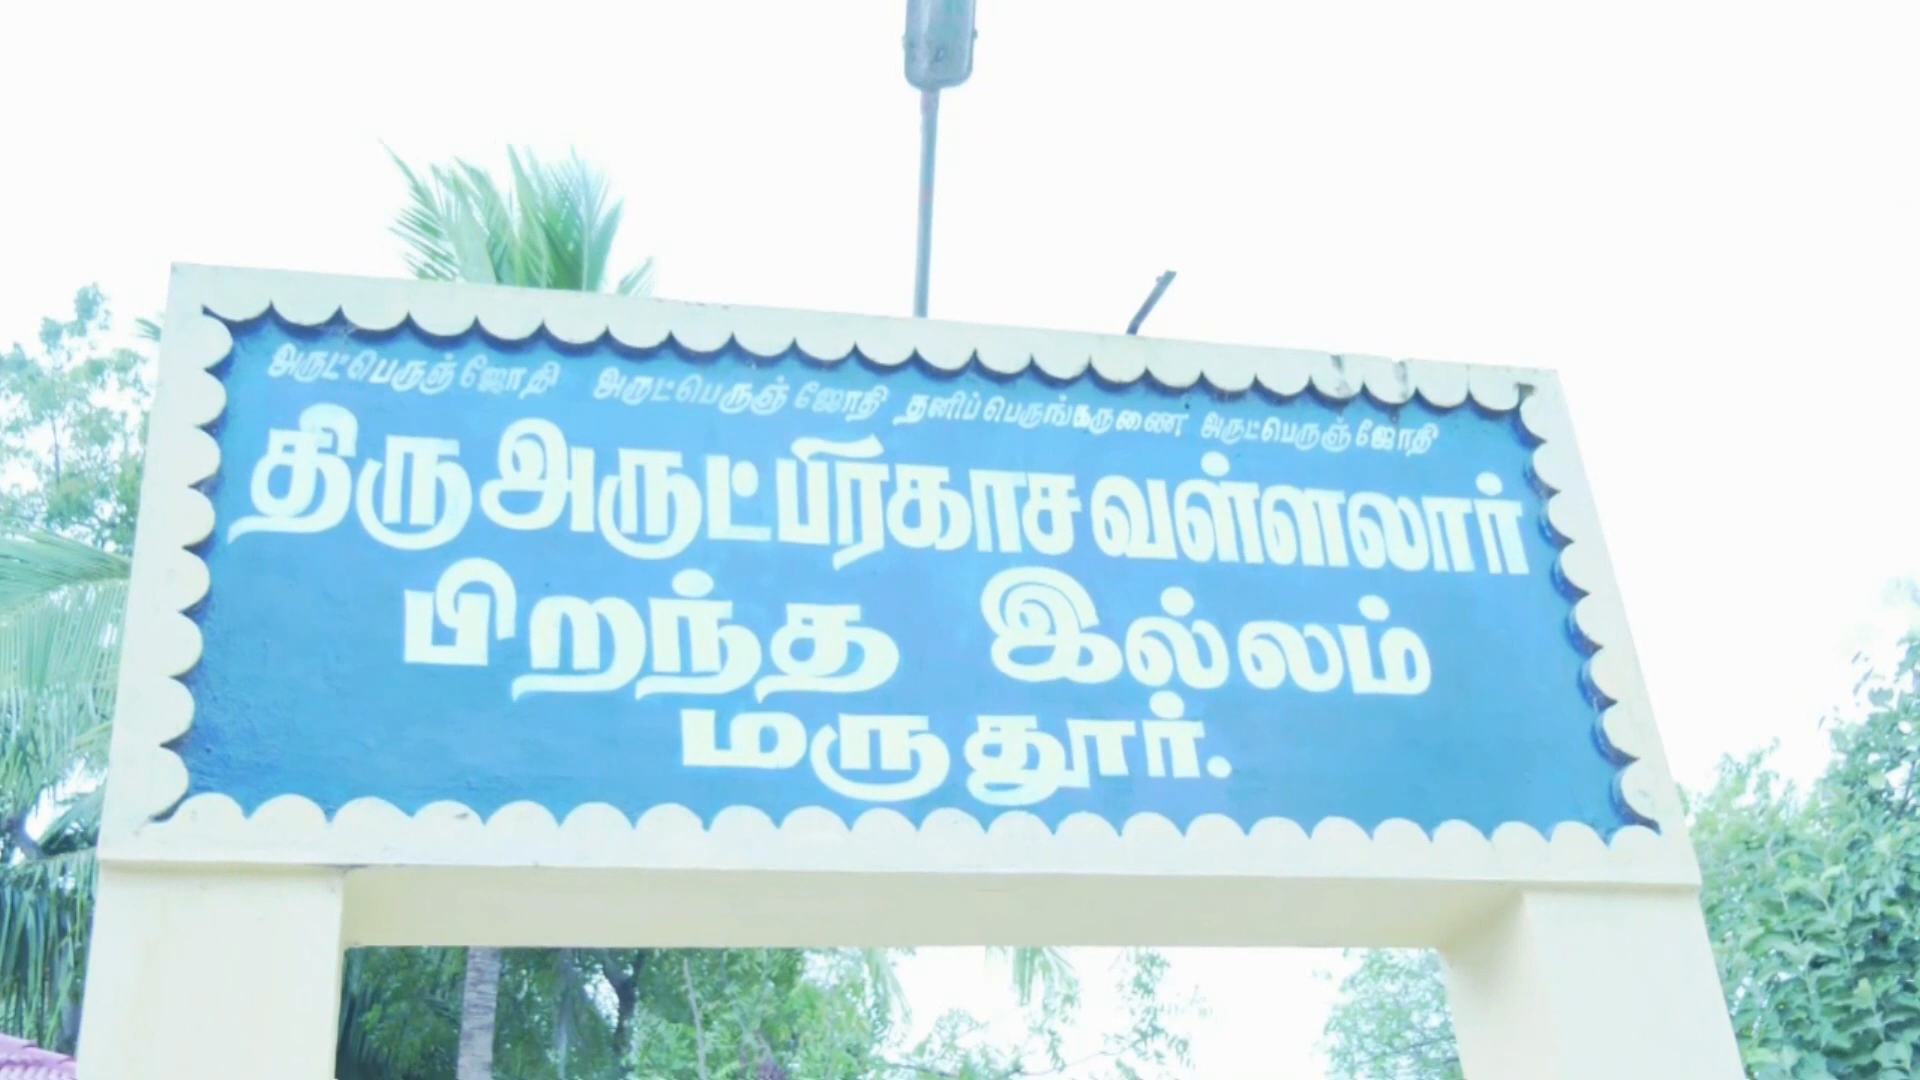 அருட்பெருஞ் ஜோதி அருட்பெருஞ் ஜோதி தனிப்பெருங்கருணை அருட்பெருஞ் ஜோதி
திரு அருட்பிரகாச வள்ளலார்
பிறந்த இல்லம்
மருதூர்.